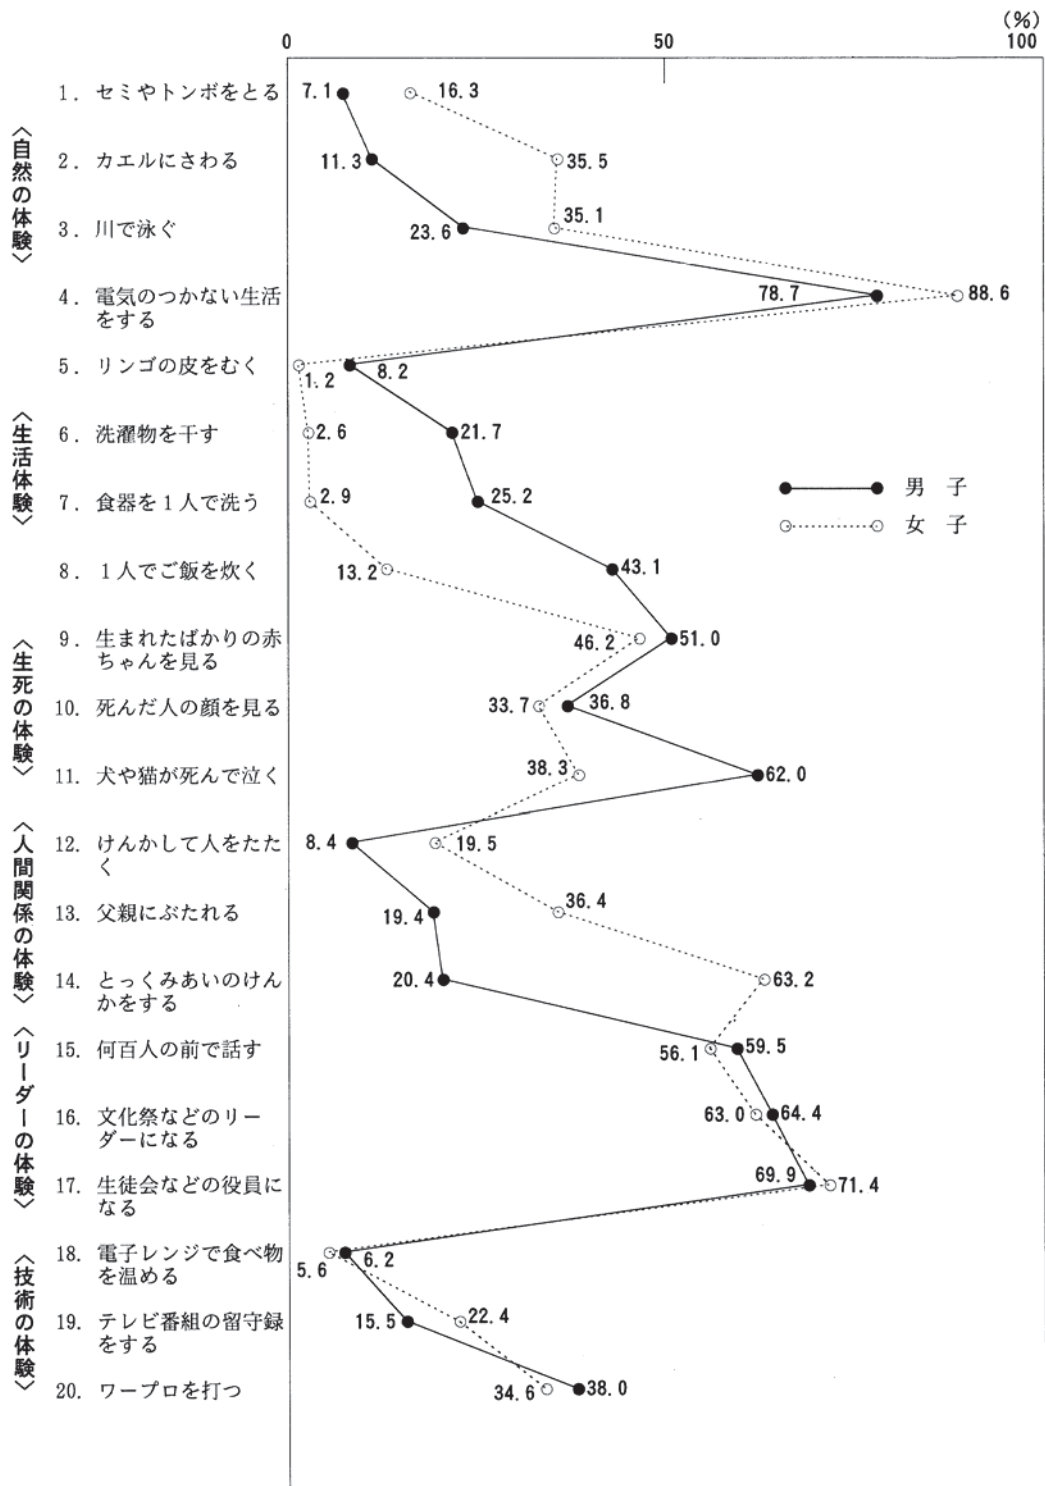 (%)
0 50 100
〈自然の体験〉
1. セミやトンボをとる 7.1 16.3
2. カエルにさわる 11.3 35.5
3. 川で泳ぐ 23.6 35.1
4. 電気のつかない生活 78.7 88.6
をする
〈生活体験〉
5. リンゴの皮をむく 1.2 8.2
6. 洗濯物を干す 2.6 21.7
7. 食器を1人で洗う 2.9 25.2
8. 1人でご飯を炊く 13.2 43.1
男子
女子
〈生死の体験〉
9. 生まれたばかりの赤 46.2 51.0
ちゃんを見る
10. 死んだ人の顔を見る 33.7 36.8
11. 犬や猫が死んで泣く 38.3 62.0
〈人間関係の体験〉
12. けんかして人をたた 8.4 19.5
く
13. 父親にぶたれる 19.4 36.4
14. とっくみあいのけん 20.4 63.2
かをする
〈リーダーの体験〉
15. 何百人の前で話す 56.1 59.5
16. 文化祭などのリー 63.0 64.4
ダーになる
17. 生徒会などの役員に 69.9 71.4
なる
〈技術の体験〉
18. 電子レンジで食べ物 5.6 6.2
を温める
19. テレビ番組の留守録 15.5 22.4
をする
20. ワープロを打つ 34.6 38.0